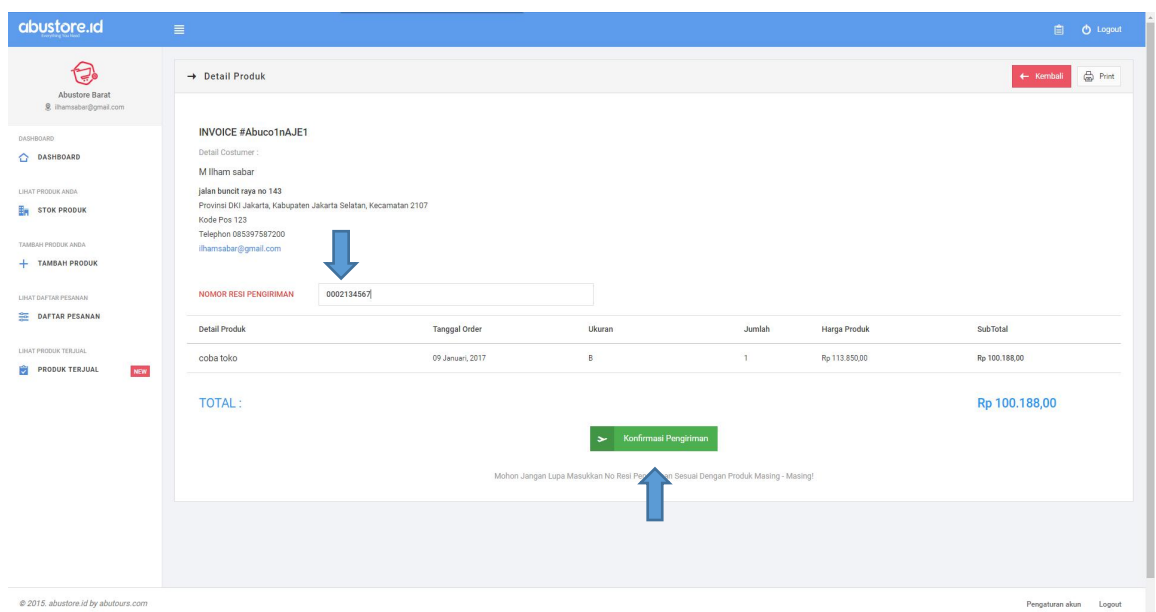 abustore.ıd
Logout
Abustore Barat
ilhamsabar@gmail.com
DASHBOARD
DASHBOARD
LIHAT PRODUK ANDA
STOK PRODUK
TAMBAH PRODUK ANDA
TAMBAH PRODUK
LIHAT DAFTAR PESANAN
DAFTAR PESANAN
LIHAT PRODUK TERJUAL
PRODUK TERJUAL NEW
→ Detail Produk
← Kembali Print
INVOICE #Abuco1nAJE1
Detail Costumer :
M Ilham sabar
jalan buncit raya no 143
Provinsi DKI Jakarta, Kabupaten Jakarta Selatan, Kecamatan 2107
Kode Pos 123
Telephon 085397587200
ilhamsabar@gmail.com
NOMOR RESI PENGIRIMAN 0002134567
Detail Produk Tanggal Order Ukuran Jumlah Harga Produk SubTotal
coba toko 09 Januari, 2017 B 1 Rp 113.850,00 Rp 100.188,00
TOTAL : Rp 100.188,00
Konfirmasi Pengiriman
Mohon Jangan Lupa Masukkan No Resi Sesuai Dengan Produk Masing - Masing!
© 2015. abustore.id by abutours.com
Pengaturan akun Logout